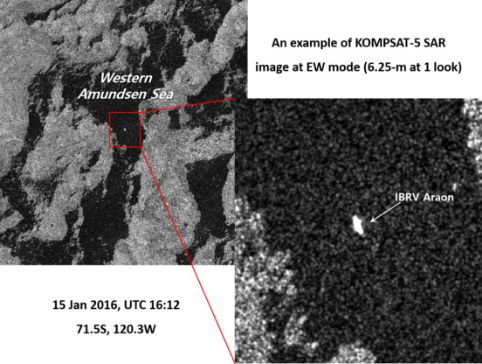 An example of KOMPSAT-5 SAR
image at EW mode (6.25-m at 1 look)
Western
Amundsen Sea
IBRV Araon
15 Jan 2016, UTC 16:12
71.5S, 120.3W